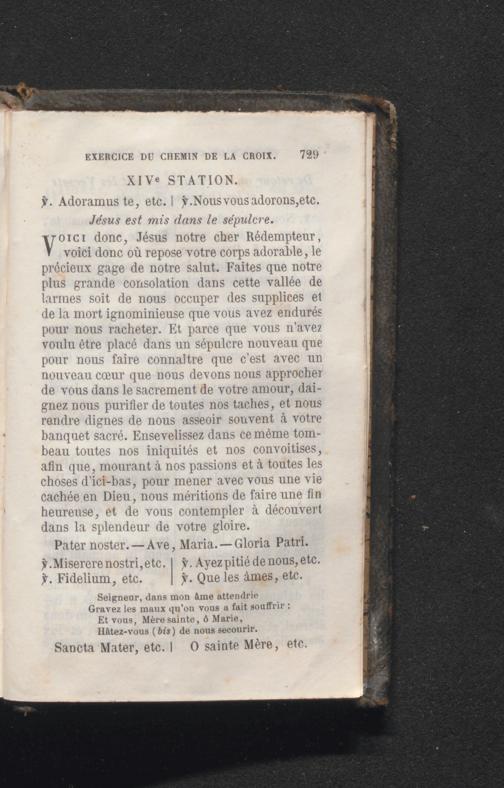 EXERCICE DU CHEMIN DE LA CROIX. 729
XIVe STATION.
℣. Adoramus te, etc. | ℣. Nous vous adorons, etc.
Jésus est mis dans le sépulcre.
VOICI donc, Jésus notre cher Rédempteur,
voici donc où repose votre corps adorable, le
précieux gage de notre salut. Faites que notre
plus grande consolation dans cette vallée de
larmes soit de nous occuper des supplices et
de la mort ignominieuse que vous avez endurés
pour nous racheter. Et parce que vous n'avez
voulu être placé dans un sépulcre nouveau que
pour nous faire connaître que c'est avec un
nouveau cœur que nous devons nous approcher
de vous dans le sacrement de votre amour, dai-
gnez nous purifier de toutes nos taches, et nous
rendre dignes de nous asseoir souvent à votre
banquet sacré. Ensevelissez dans ce même tom-
beau toutes nos iniquités et nos convoitises,
afin que, mourant à nos passions et à toutes les
choses d'ici-bas, pour mener avec vous une vie
cachée en Dieu, nous méritions de faire une fin
heureuse, et de vous contempler à découvert
dans la splendeur de votre gloire.
Pater noster. — Ave, Maria. — Gloria Patri.
℣. Miserere nostri, etc. | ℣. Ayez pitié de nous, etc.
℣. Fidelium, etc. | ℣. Que les âmes, etc.
Seigneur, dans mon âme attendrie
Gravez les maux qu'on vous a fait souffrir :
Et vous, Mère sainte, ô Marie,
Hâtez-vous (bis) de nous secourir.
Sancta Mater, etc. | O sainte Mère, etc.